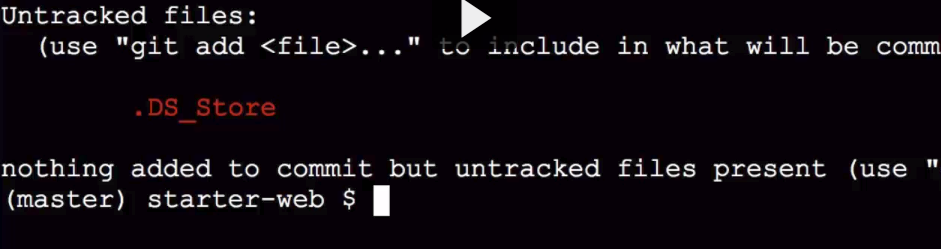 Untracked files:
(use "git add <file>..." to include in what will be comm
.DS_Store
nothing added to commit but untracked files present (use "
(master) starter-web $